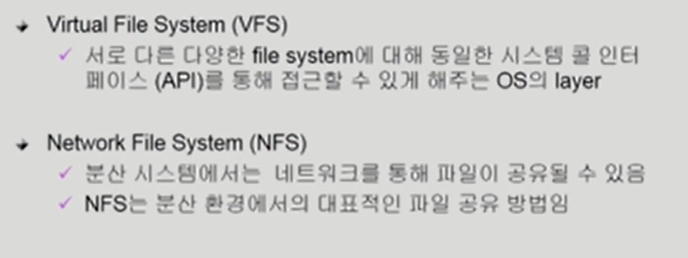 Virtual File System (VFS)
✓ 서로 다른 다양한 file system에 대해 동일한 시스템 콜 인터
페이스 (API)를 통해 접근할 수 있게 해주는 OS의 layer
Network File System (NFS)
✓ 분산 시스템에서는 네트워크를 통해 파일이 공유될 수 있음
✓ NFS는 분산 환경에서의 대표적인 파일 공유 방법임